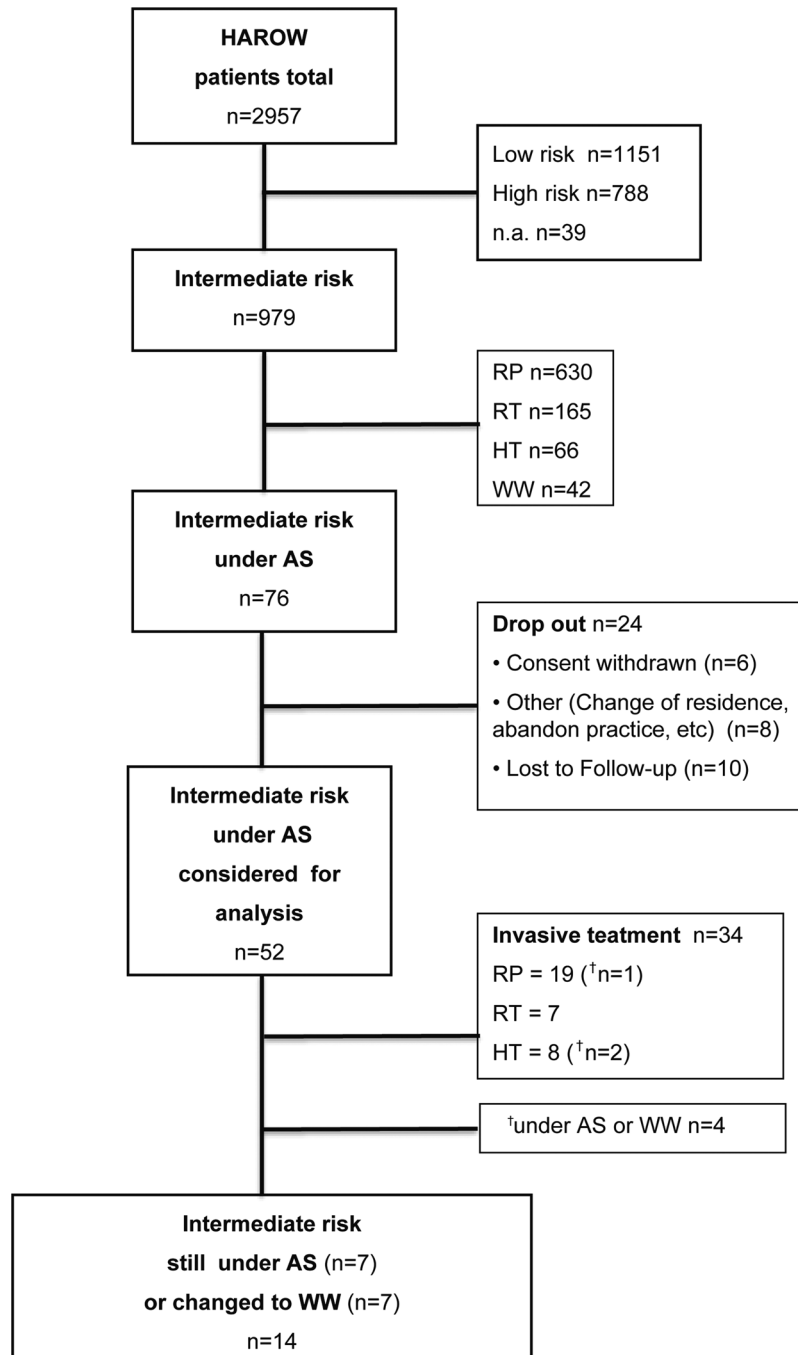 HAROW
patients total
n=2957
Low risk  n=1151
High risk n=788
n.a. n=39
Intermediate risk
n=979
RP n=630
RT n=165
HT n=66
WW n=42
Intermediate risk
under AS
n=76
Drop out n=24
• Consent withdrawn (n=6)
• Other (Change of residence,
abandon practice, etc)  (n=8)
• Lost to Follow-up (n=10)
Intermediate risk
under AS
considered  for
analysis
n=52
Invasive teatment  n=34
RP = 19 (†n=1)
RT = 7
HT = 8 (†n=2)
†under AS or WW n=4
Intermediate risk
still  under AS (n=7)
or changed to WW (n=7)
n=14